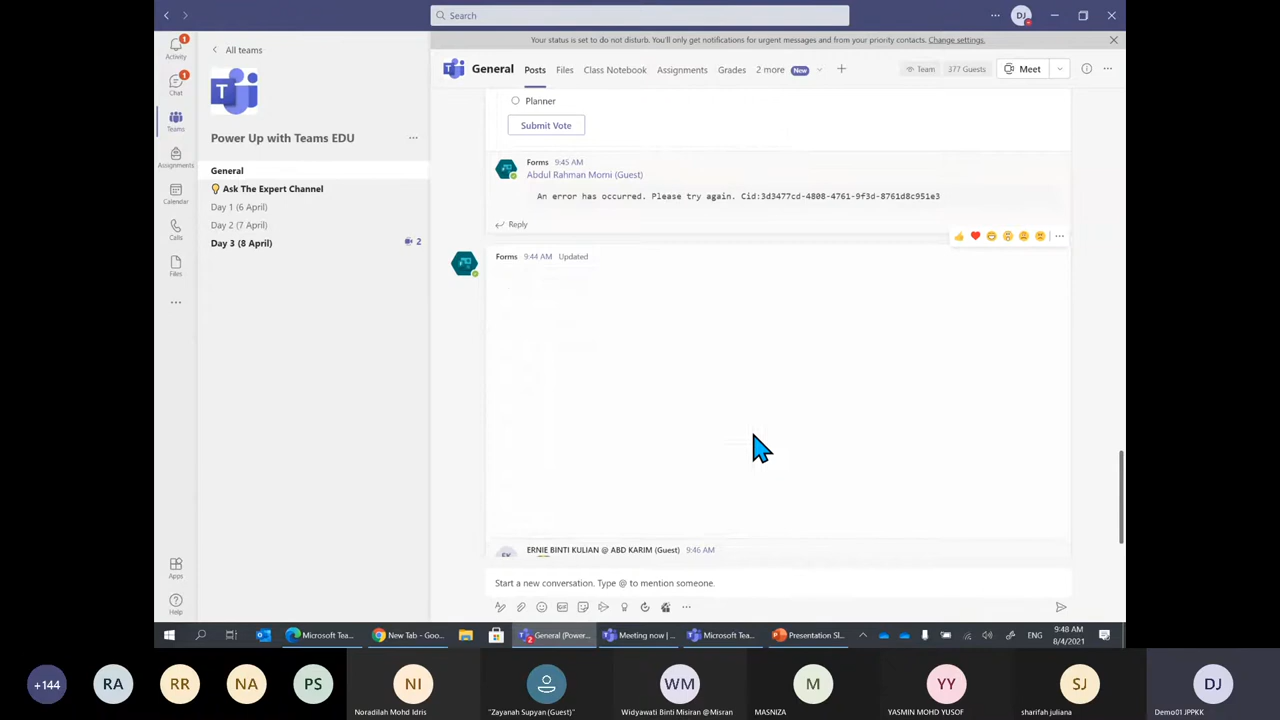 Search
DJ
Your status is set to do not disturb. You'll only get notifications for urgent messages and from your priority contacts. Change settings.
1
Activity
1
Chat
Teams
Assignments
Calendar
Calls
Files
Apps
Help
All teams
Power Up with Teams EDU
General
Ask The Expert Channel
Day 1 (6 April)
Day 2 (7 April)
Day 3 (8 April)
2
General
Posts
Files
Class Notebook
Assignments
Grades
2 more
New
Team
377 Guests
Meet
Planner
Submit Vote
Forms 9:45 AM
Abdul Rahman Morni (Guest)
An error has occurred. Please try again. Cid:3d3477cd-4808-4761-9f3d-8761d8c951e3
Reply
Forms 9:44 AM Updated
EK
ERNIE BINTI KULIAN @ ABD KARIM (Guest) 9:46 AM
Start a new conversation. Type @ to mention someone.
GIF
Microsoft Tea...
New Tab - Goo...
2
General (Power...
Meeting now | ...
Microsoft Tea...
Presentation Sl...
ENG
9:48 AM
8/4/2021
+144
RA
RR
NA
PS
NI
Noradilah Mohd Idris
"Zayanah Supyan (Guest)"
WM
Widyawati Binti Misiran @Misran
M
MASNIZA
YY
YASMIN MOHD YUSOF
SJ
sharifah juliana
DJ
Demo01 JPPKK